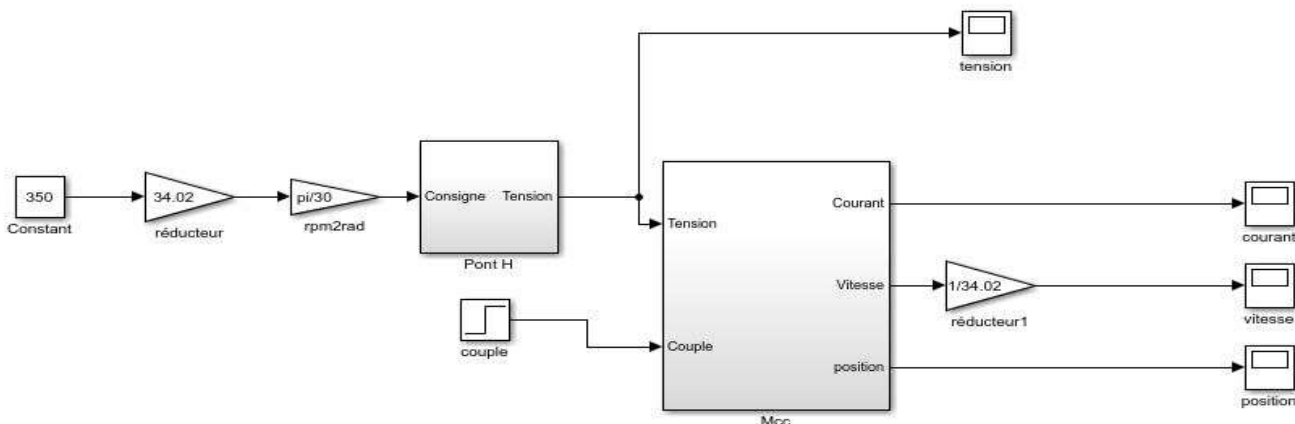 tension
350
Constant
34.02
réducteur
pi/30
rpm2rad
Consigne
Tension
Pont H
couple
Tension
Couple
Courant
Vitesse
position
Mcc
1/34.02
réducteur1
courant
vitesse
position